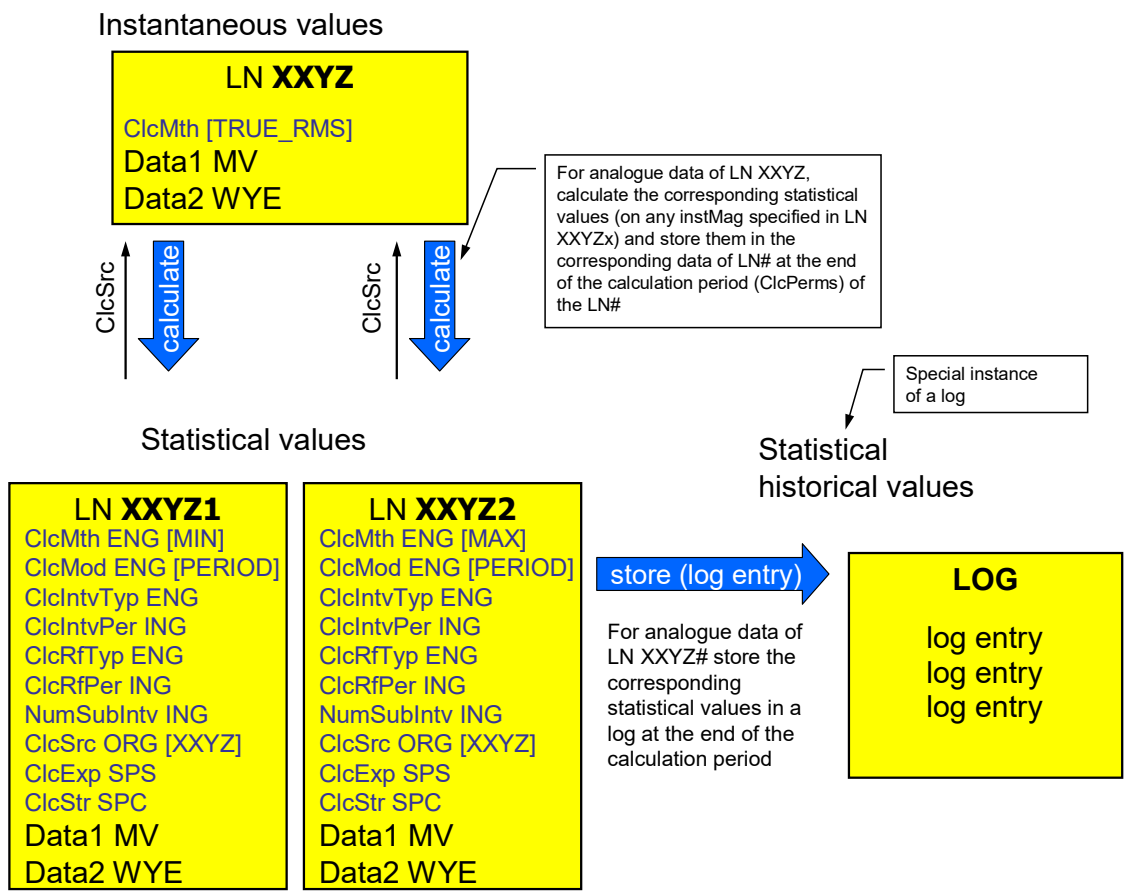 Instantaneous values
LN XXYZ
ClcMth [TRUE_RMS]
Data1 MV
Data2 WYE
ClcSrc
calculate
ClcSrc
calculate
For analogue data of LN XXYZ,
calculate the corresponding statistical
values (on any instMag specified in LN
XXYZx) and store them in the
corresponding data of LN# at the end
of the calculation period (ClcPerms) of
the LN#
Special instance
of a log
Statistical values
Statistical
historical values
LN XXYZ1
ClcMth ENG [MIN]
ClcMod ENG [PERIOD]
ClcIntvTyp ENG
ClcIntvPer ING
ClcRfTyp ENG
ClcRfPer ING
NumSubIntv ING
ClcSrc ORG [XXYZ]
ClcExp SPS
ClcStr SPC
Data1 MV
Data2 WYE
LN XXYZ2
ClcMth ENG [MAX]
ClcMod ENG [PERIOD]
ClcIntvTyp ENG
ClcIntvPer ING
ClcRfTyp ENG
ClcRfPer ING
NumSubIntv ING
ClcSrc ORG [XXYZ]
ClcExp SPS
ClcStr SPC
Data1 MV
Data2 WYE
store (log entry)
For analogue data of
LN XXYZ# store the
corresponding
statistical values in a
log at the end of the
calculation period
LOG
log entry
log entry
log entry